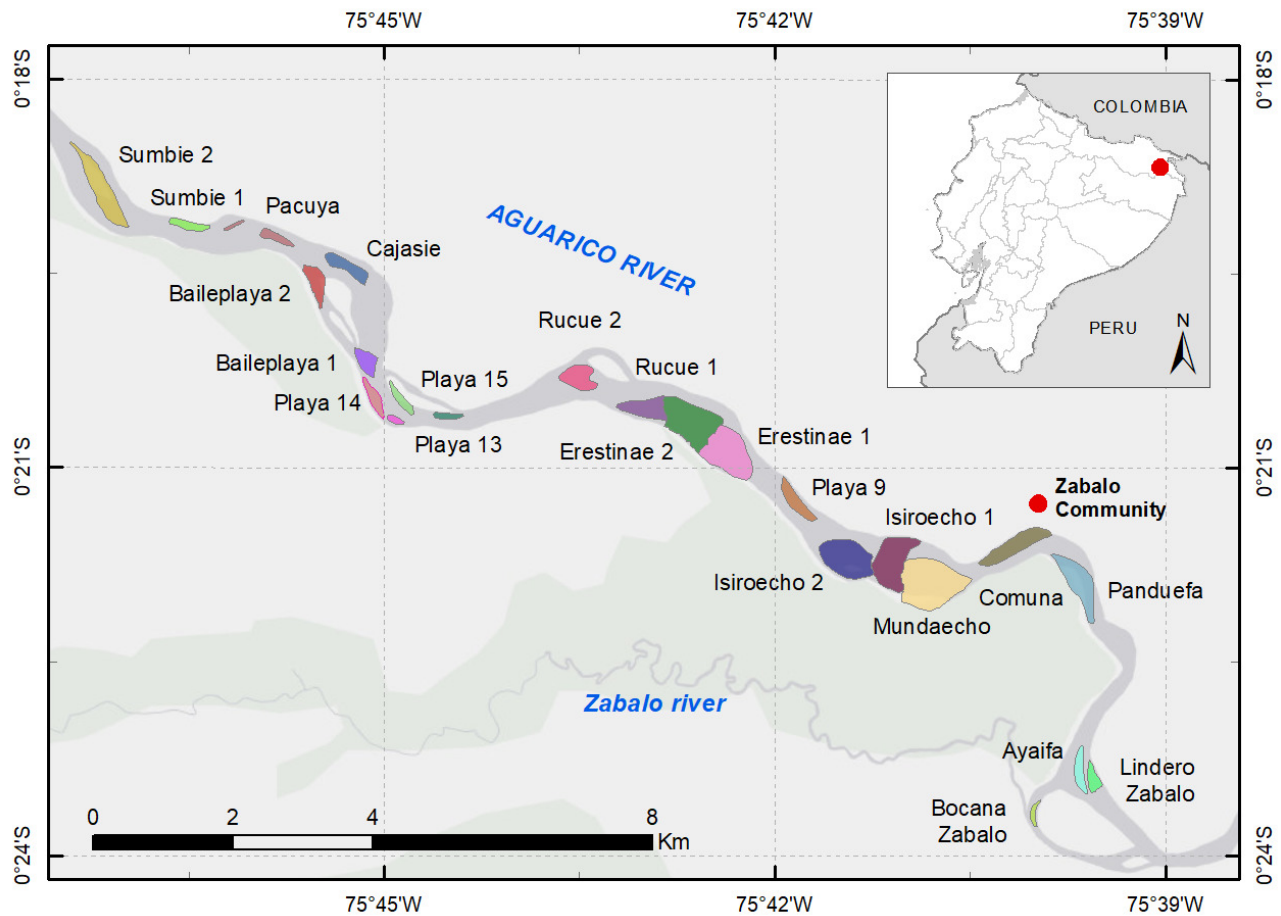 75°45'W
75°42'W
75°39'W
0°18'S
0°18'S
COLOMBIA
PERU
N
Sumbie 2
Sumbie 1
Pacuya
Cajasie
AGUARICO RIVER
Baileplaya 2
Rucue 2
Baileplaya 1
Playa 15
Rucue 1
Playa 14
Playa 13
Erestinae 2
Erestinae 1
0°21'S
0°21'S
Playa 9
Zabalo
Community
Isiroecho 1
Isiroecho 2
Comuna
Panduefa
Mundaecho
Zabalo river
Ayaifa
Lindero
Zabalo
Bocana
Zabalo
0
2
4
8
Km
0°24'S
0°24'S
75°45'W
75°42'W
75°39'W